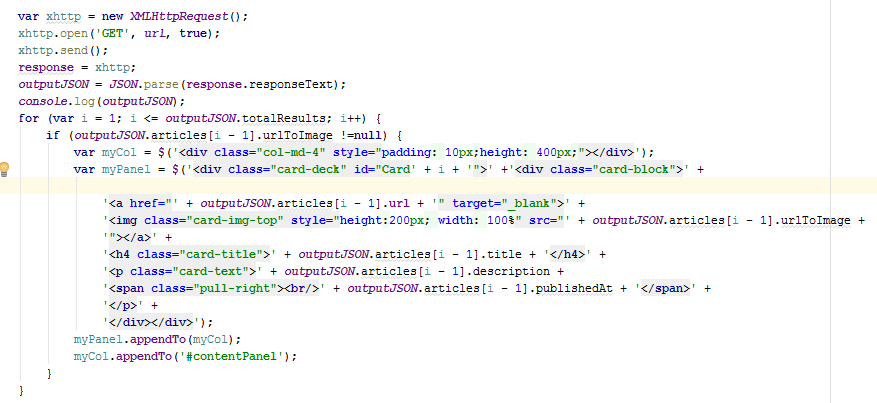 var xhttp = new XMLHttpRequest();
xhttp.open('GET', url, true);
xhttp.send();
response = xhttp;
outputJSON = JSON.parse(response.responseText);
console.log(outputJSON);
for (var i = 1; i <= outputJSON.totalResults; i++) {
if (outputJSON.articles[i - 1].urlToImage !=null) {
var myCol = $('<div class="col-md-4" style="padding: 10px;height: 400px;"></div>');
var myPanel = $('<div class="card-deck" id="Card' + i + '">' +'<div class="card-block">' +
'<a href="' + outputJSON.articles[i - 1].url + '" target="_blank">' +
'<img class="card-img-top" style="height:200px; width: 100%" src="' + outputJSON.articles[i - 1].urlToImage +
'"></a>' +
'<h4 class="card-title">' + outputJSON.articles[i - 1].title + '</h4>' +
'<p class="card-text">' + outputJSON.articles[i - 1].description +
'<span class="pull-right"><br/>' + outputJSON.articles[i - 1].publishedAt + '</span>' +
'</p>' +
'</div></div>');
myPanel.appendTo(myCol);
myCol.appendTo('#contentPanel');
}
}